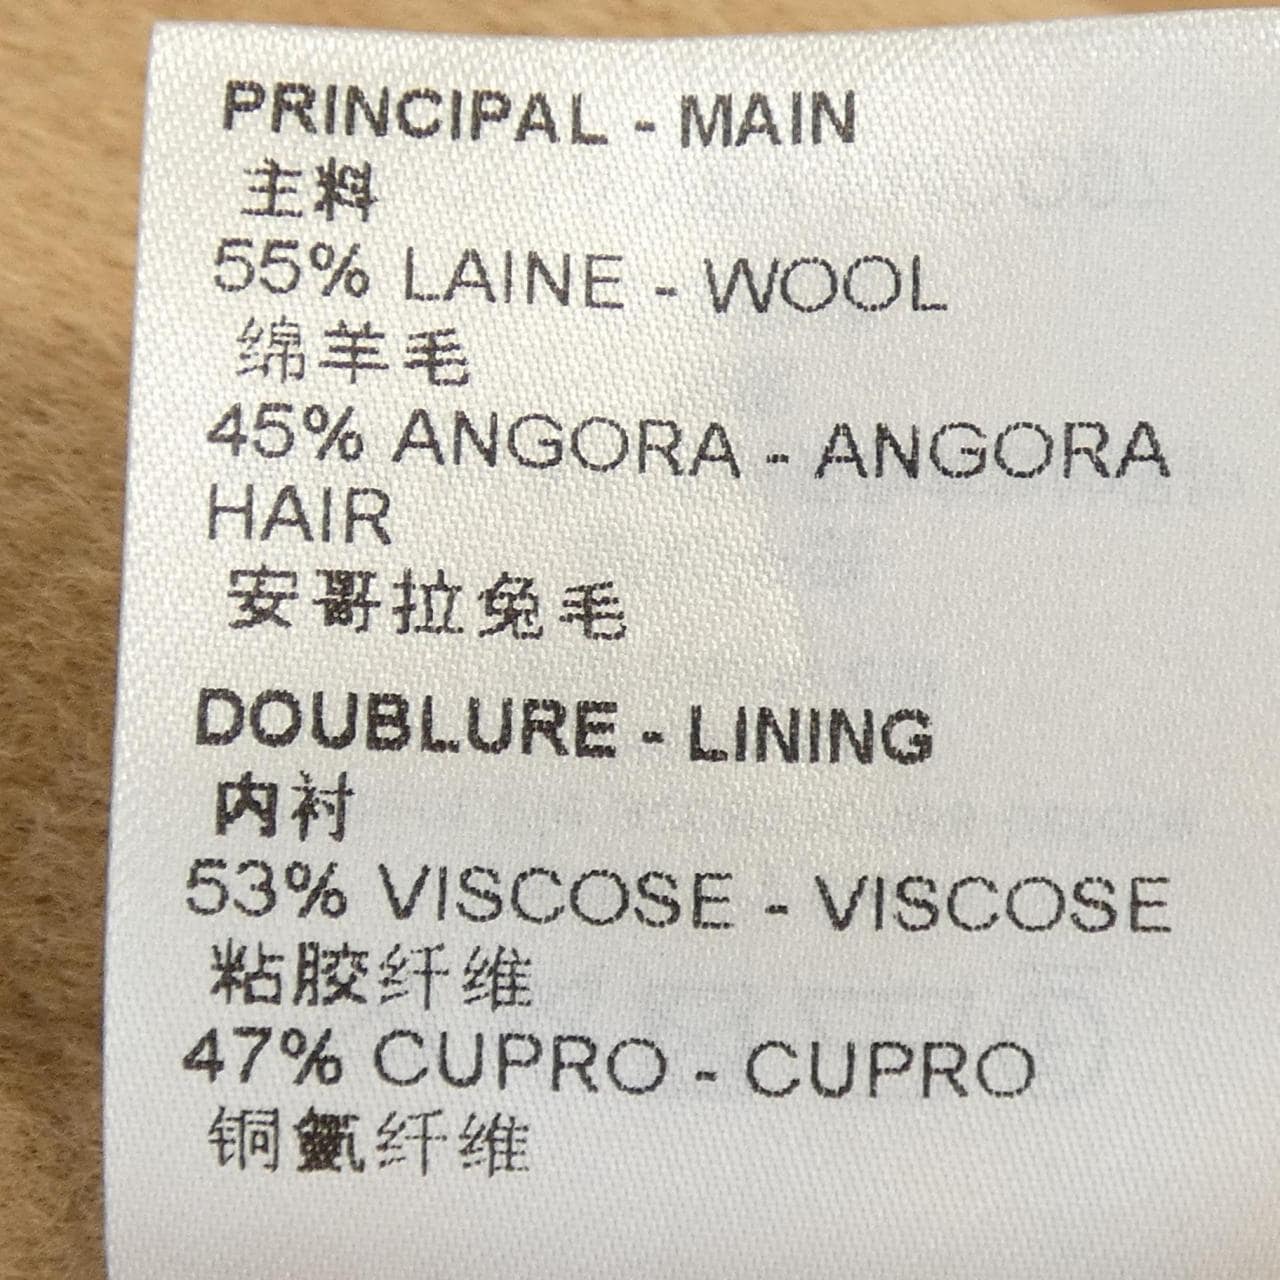 PRINCIPAL - MAIN
主料
55% LAINE - WOOL
绵羊毛
45% ANGORA - ANGORA
HAIR
安哥拉兔毛
DOUBLURE - LINING
内衬
53% VISCOSE - VISCOSE
粘胶纤维
47% CUPRO - CUPRO
铜氨纤维